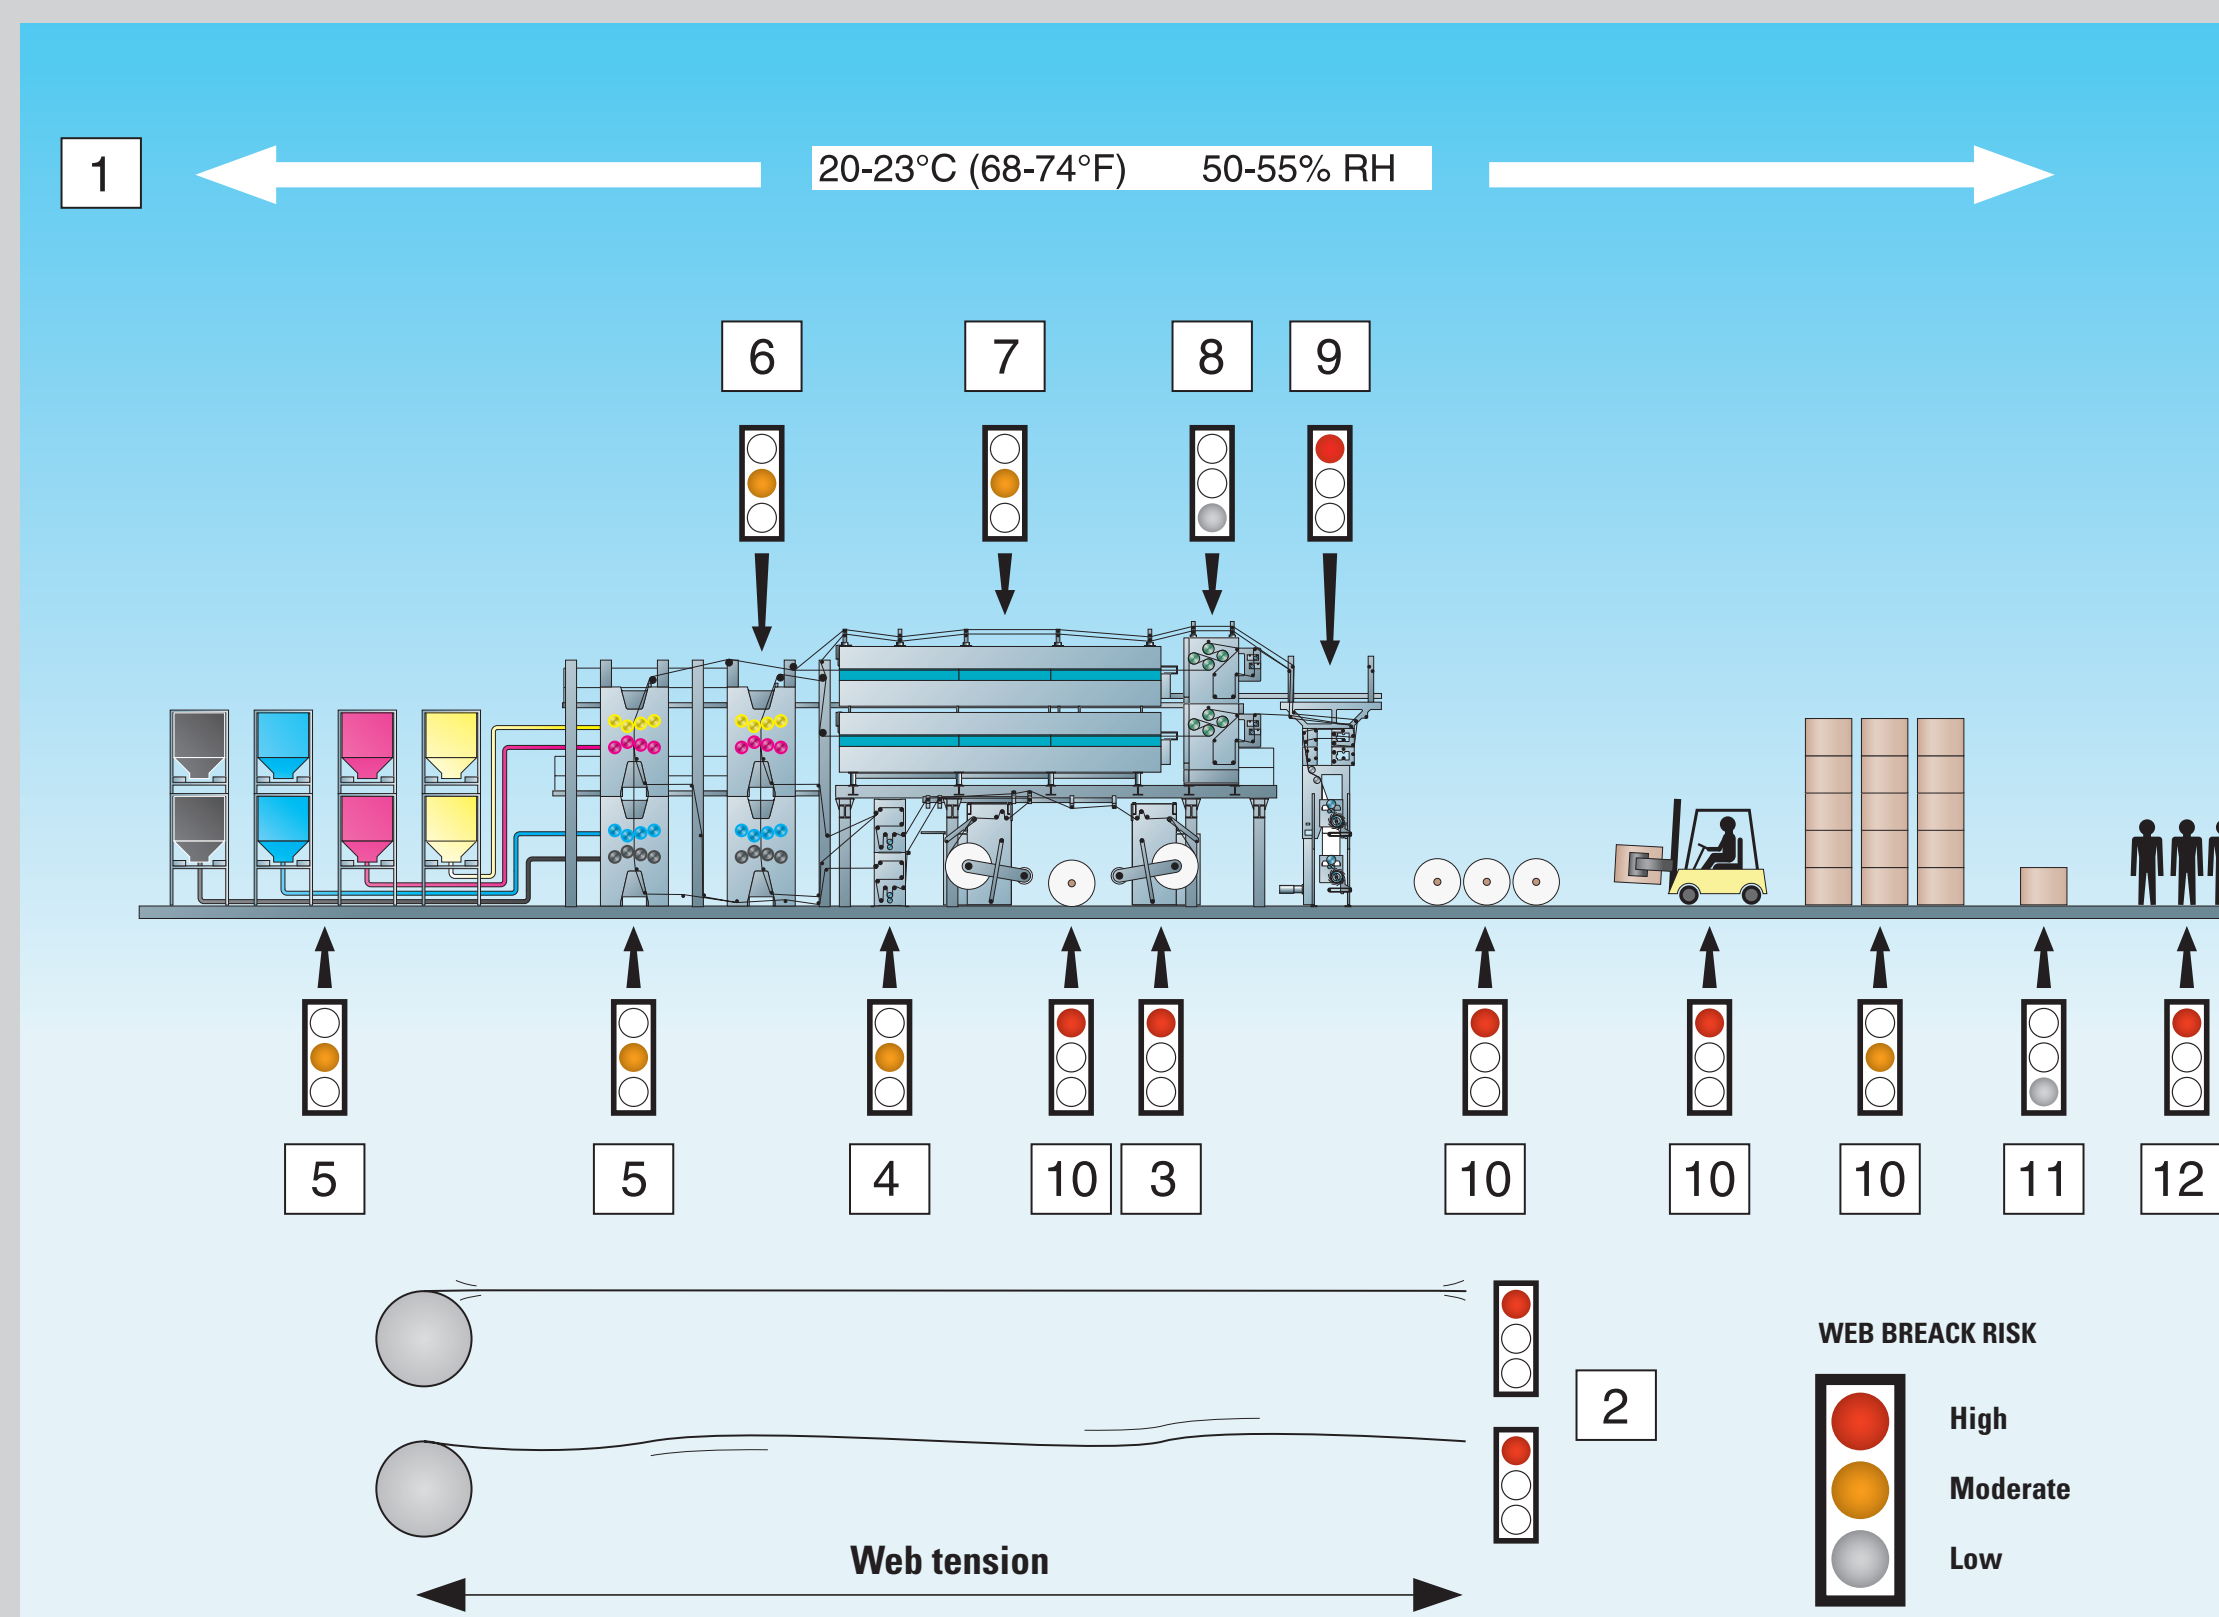 1
20-23°C (68-74°F) 50-55% RH
6 7 8 9
5 5 4 10 3 10 10 10 11 12
2
WEB BREACK RISK
High
Moderate
Low
Web tension